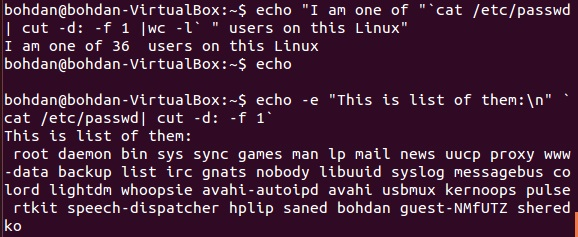 bohdan@bohdan-VirtualBox:~$ echo "I am one of "`cat /etc/passwd
| cut -d: -f 1 |wc -l` " users on this Linux"
I am one of 36  users on this Linux
bohdan@bohdan-VirtualBox:~$ echo
bohdan@bohdan-VirtualBox:~$ echo -e "This is list of them:\n" `
cat /etc/passwd| cut -d: -f 1`
This is list of them:
 root daemon bin sys sync games man lp mail news uucp proxy www
-data backup list irc gnats nobody libuuid syslog messagebus co
lord lightdm whoopsie avahi-autoipd avahi usbmux kernoops pulse
 rtkit speech-dispatcher hplip saned bohdan guest-NMfUTZ shered
ko